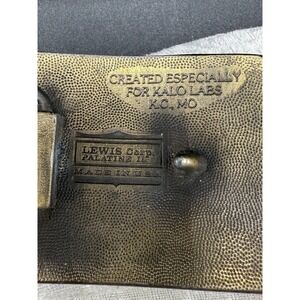 CREATED ESPECIALLY
FOR KALO LABS
K.C., MO
LEWIS Corp.
PALATINE IL
MADE IN USA